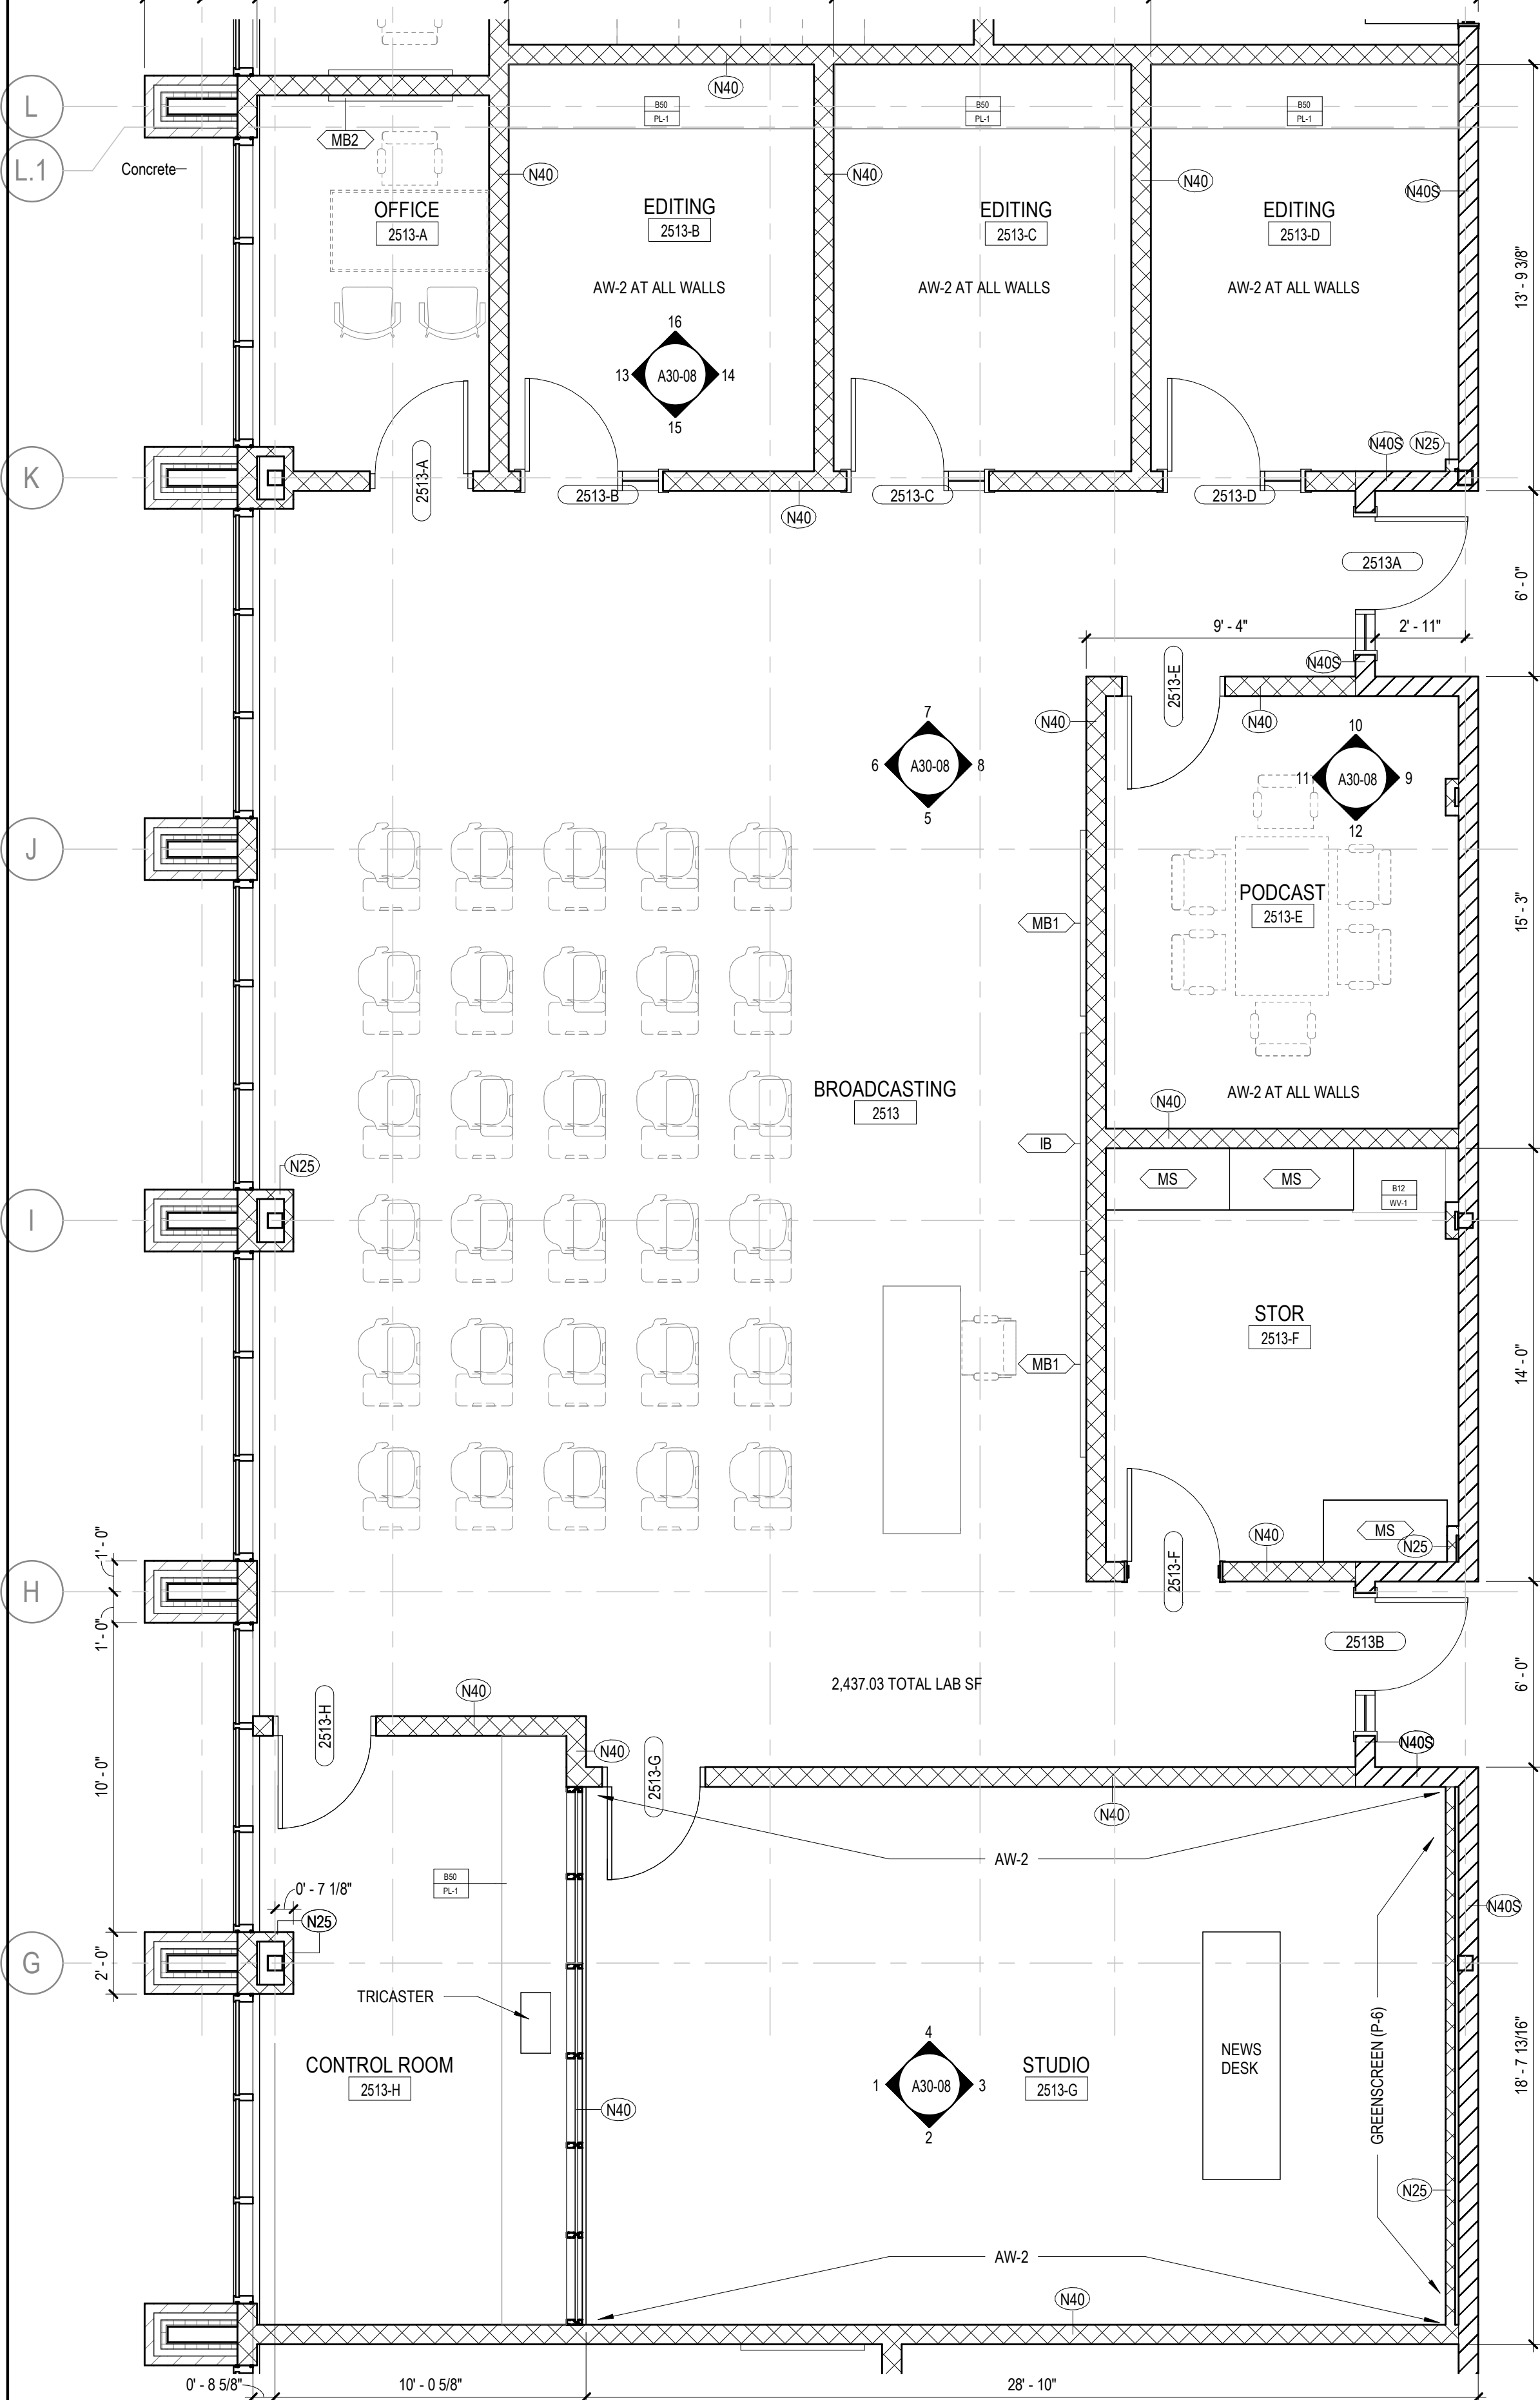 N40
L
B50
PL-1
B50
PL-1
B50
PL-1
MB2
L.1
Concrete
N40
N40
N40
N40S
OFFICE
2513-A
EDITING
2513-B
EDITING
2513-C
EDITING
2513-D
13' - 9 3/8"
AW-2 AT ALL WALLS
AW-2 AT ALL WALLS
AW-2 AT ALL WALLS
16
13
A30-08
14
15
N40S
N25
K
2513-A
2513-B
2513-C
2513-D
N40
2513A
6' - 0"
9' - 4"
2' - 11"
N40S
2513-E
N40
N40
7
6
A30-08
8
5
10
11
A30-08
9
12
J
PODCAST
2513-E
MB1
15' - 3"
BROADCASTING
2513
AW-2 AT ALL WALLS
N40
IB
N25
MS
MS
B12
WV-1
I
STOR
2513-F
MB1
14' - 0"
MS
N40
N25
1' - 0"
2513-F
H
1' - 0"
2513B
2,437.03 TOTAL LAB SF
6' - 0"
N40
2513-H
N40
N40S
2513-G
10' - 0"
N40
AW-2
B50
PL-1
0' - 7 1/8"
N25
N40S
G
2' - 0"
TRICASTER
CONTROL ROOM
2513-H
4
1
A30-08
3
2
STUDIO
2513-G
NEWS
DESK
GREENSCREEN (P-6)
18' - 7 13/16"
N40
N25
AW-2
N40
0' - 8 5/8"
10' - 0 5/8"
28' - 10"